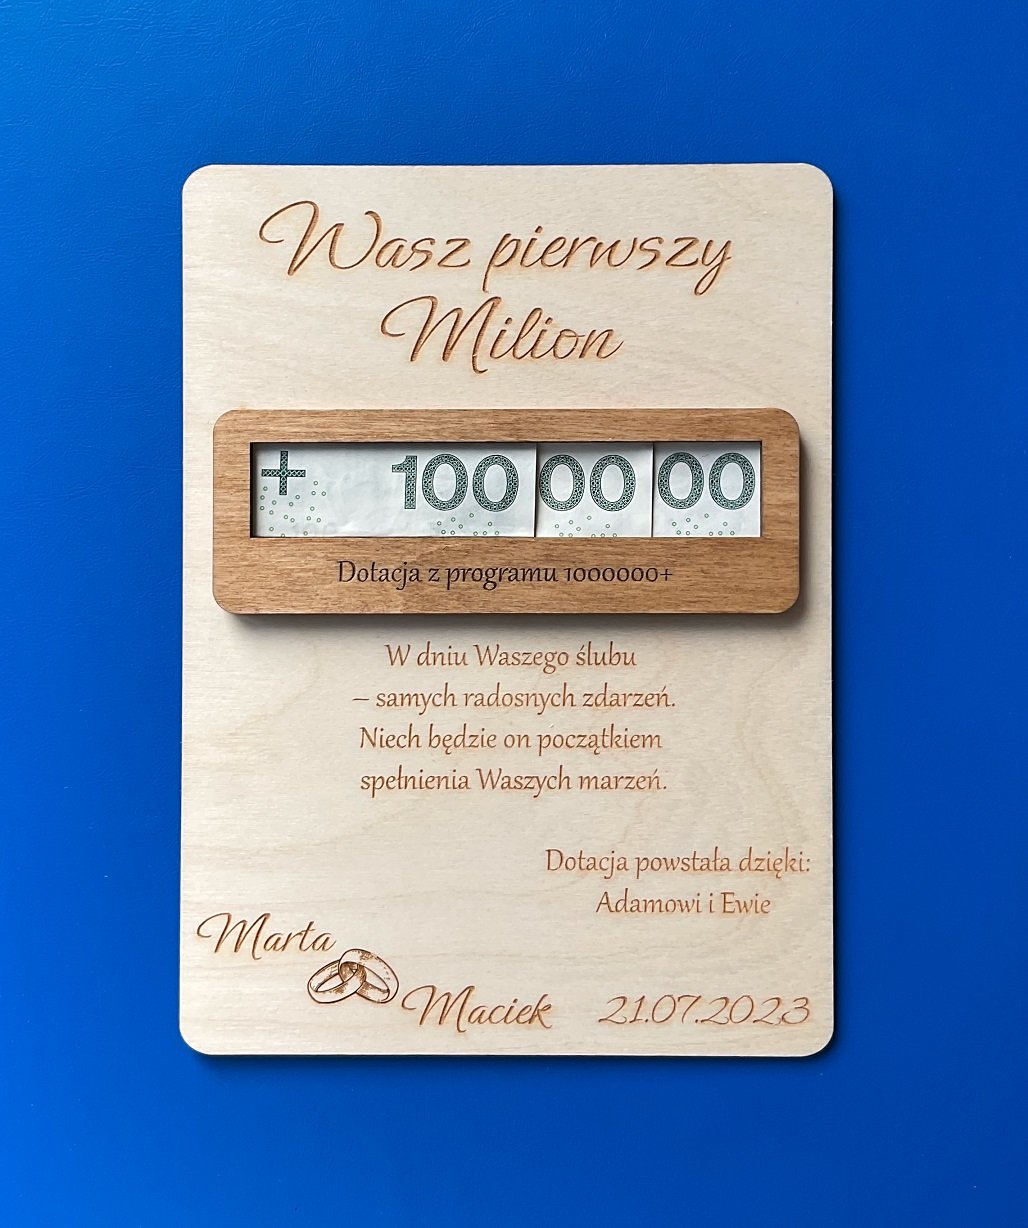 Wasz pierwszy
Milion
+ 100 00 00
Dotacja z programu 1000000+
W dniu Waszego ślubu
– samych radosnych zdarzeń.
Niech będzie on początkiem
spełnienia Waszych marzeń.
Dotacja powstała dzięki:
Adamowi i Ewie
Marta
Maciek 21.07.2023